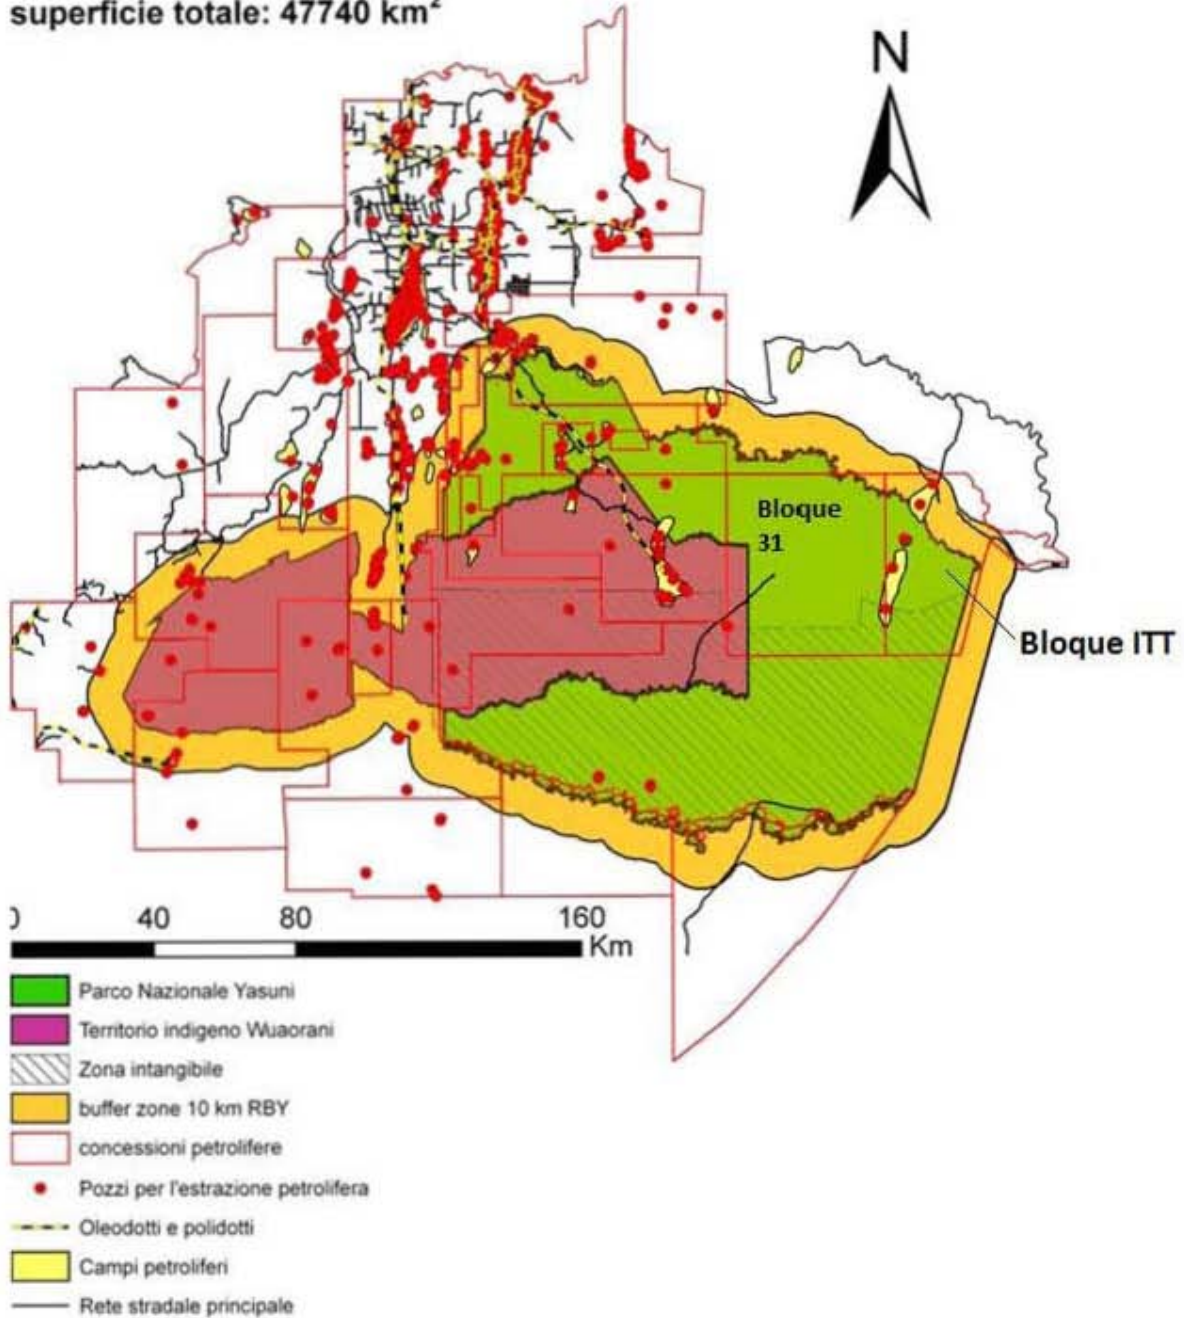 superficie totale: 47740 km²
N
Bloque
31
Bloque ITT
0 40 80 160
Km
Parco Nazionale Yasuni
Territorio indigeno Wuaorani
Zona intangibile
buffer zone 10 km RBY
concessioni petrolifere
Pozzi per l'estrazione petrolifera
Oleodotti e polidotti
Campi petroliferi
Rete stradale principale